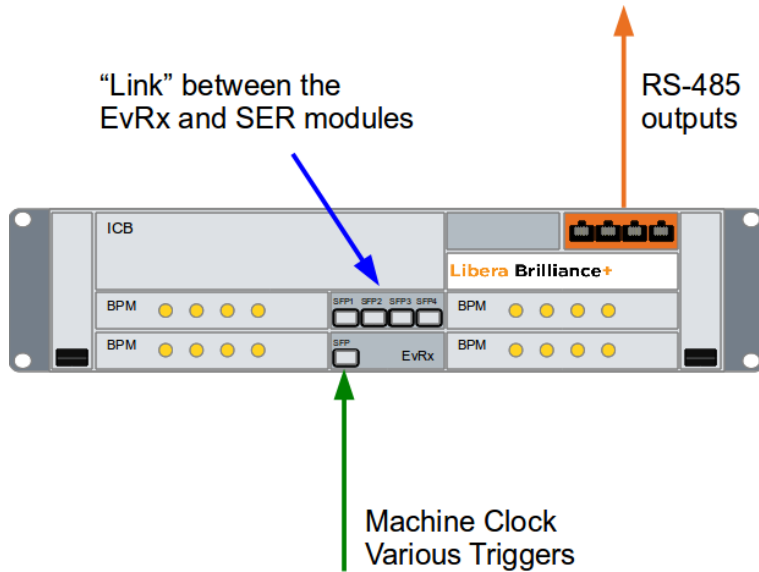 “Link” between the
EvRx and SER modules
RS-485
outputs
ICB
Libera Brilliance+
BPM
SFP1 SFP2 SFP3 SFP4
BPM
BPM
SFP
EvRx
BPM
Machine Clock
Various Triggers